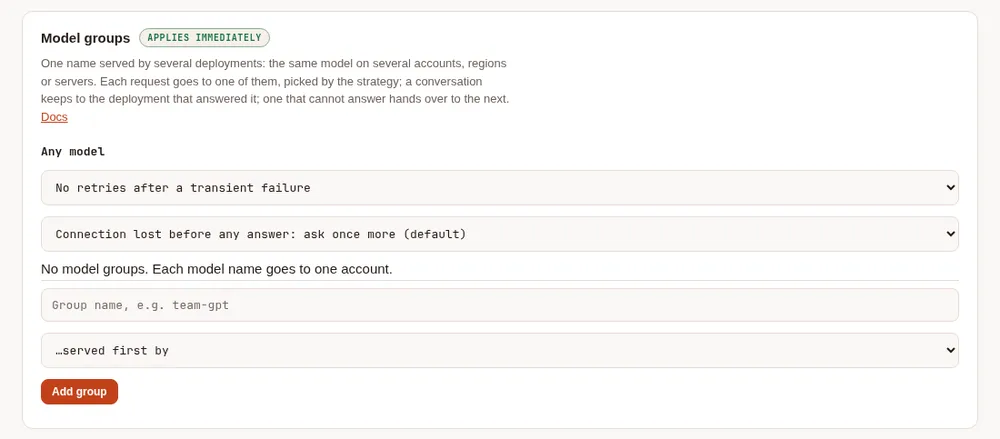 Model groups APPLIES IMMEDIATELY
One name served by several deployments: the same model on several accounts, regions
or servers. Each request goes to one of them, picked by the strategy; a conversation
keeps to the deployment that answered it; one that cannot answer hands over to the next.
Docs
Any model
No retries after a transient failure
Connection lost before any answer: ask once more (default)
No model groups. Each model name goes to one account.
Group name, e.g. team-gpt
…served first by
Add group